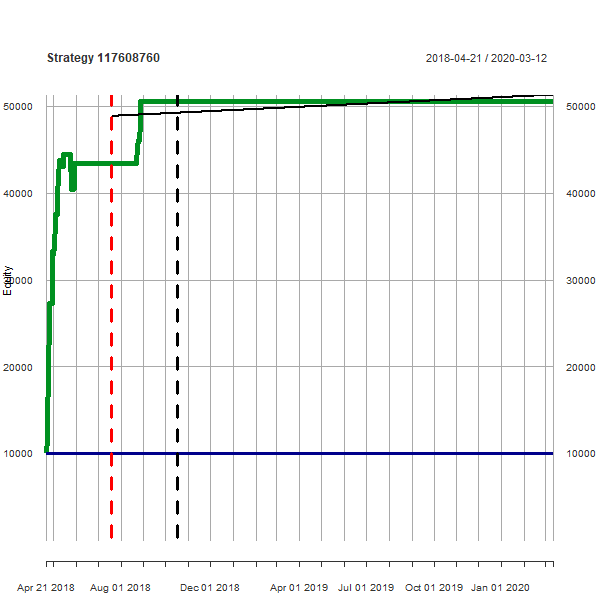 Strategy 117608760 2018-04-21 / 2020-03-12
50000 50000
40000 40000
30000 30000
20000 20000
10000 10000
Equity
Apr 21 2018 Aug 01 2018 Dec 01 2018 Apr 01 2019 Jul 01 2019 Oct 01 2019 Jan 01 2020